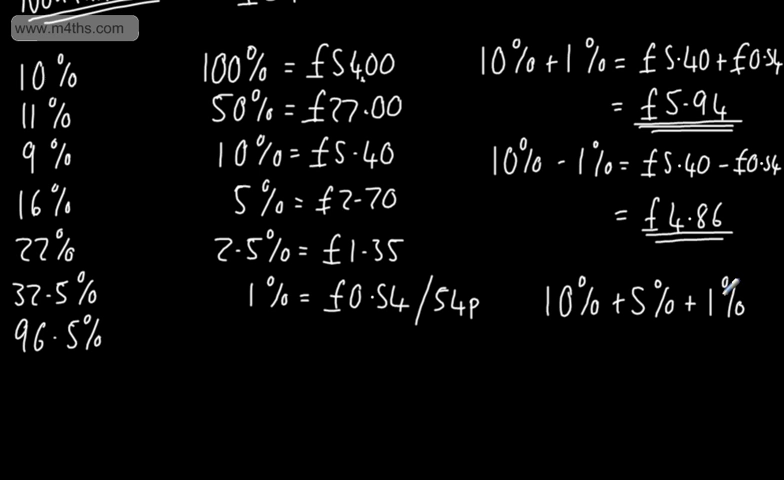 www.m4ths.com
10%
11%
9%
16%
22%
32.5%
96.5%
100% = £54.00
50% = £27.00
10% = £5.40
5% = £2.70
2.5% = £1.35
1% = £0.54/54p
10% + 1% = £5.40 + £0.54
= £5.94
10% - 1% = £5.40 - £0.54
= £4.86
10% + 5% + 1%